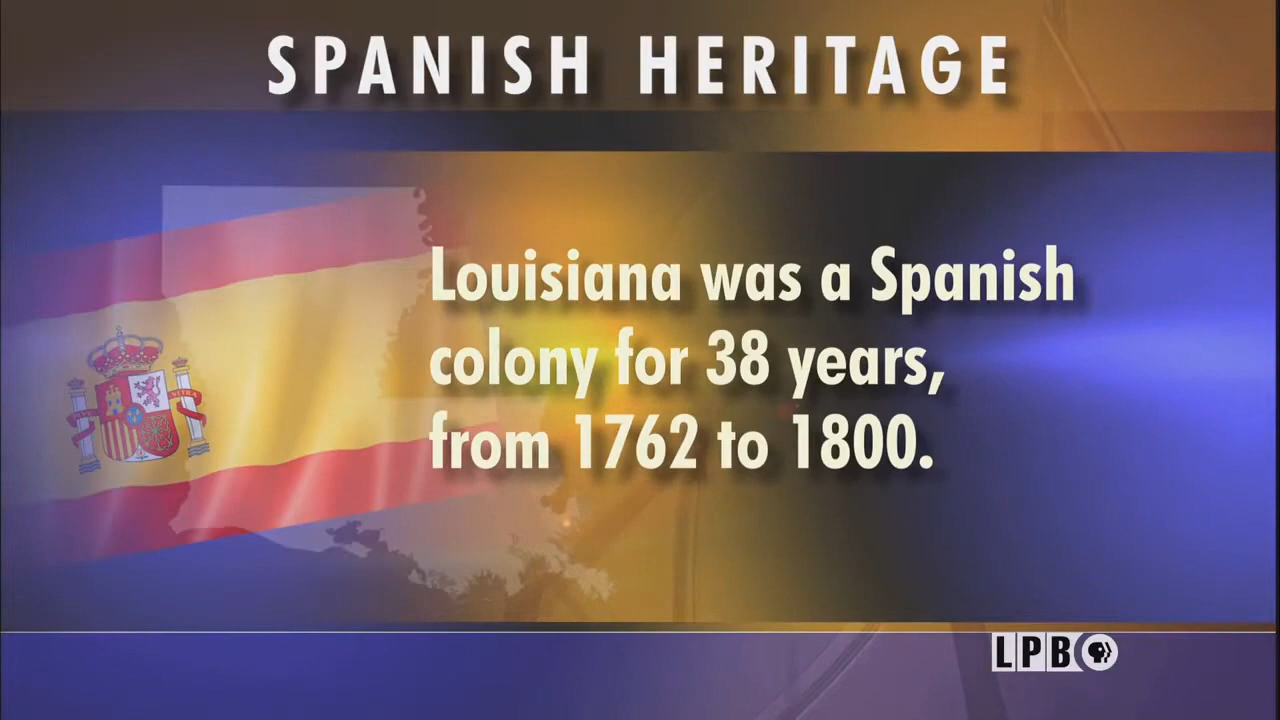 SPANISH HERITAGE
Louisiana was a Spanish
colony for 38 years,
from 1762 to 1800.
LPB